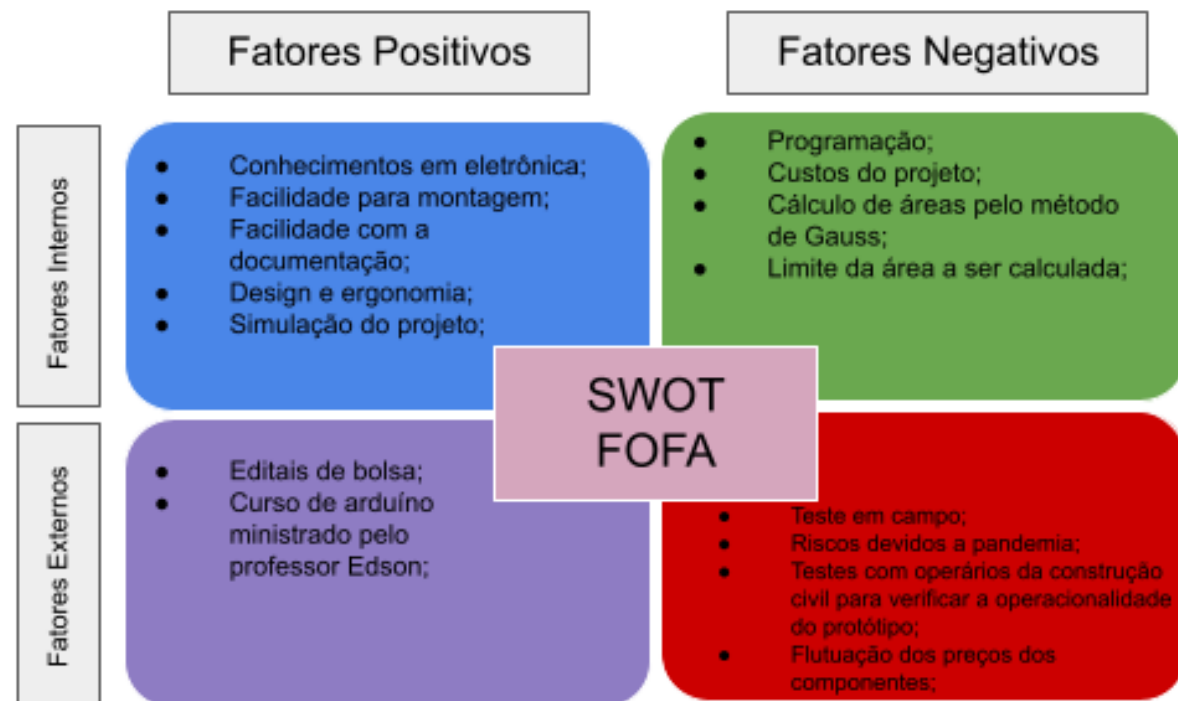 Fatores Positivos
Fatores Negativos
Fatores Internos
● Conhecimentos em eletrônica;
● Facilidade para montagem;
● Facilidade com a
documentação;
● Design e ergonomia;
● Simulação do projeto;
● Programação;
● Custos do projeto;
● Cálculo de áreas pelo método
de Gauss;
● Limite da área a ser calculada;
SWOT
FOFA
Fatores Externos
● Editais de bolsa;
● Curso de arduíno
ministrado pelo
professor Edson;
● Teste em campo;
● Riscos devidos a pandemia;
● Testes com operários da construção
civil para verificar a operacionalidade
do protótipo;
● Flutuação dos preços dos
componentes;